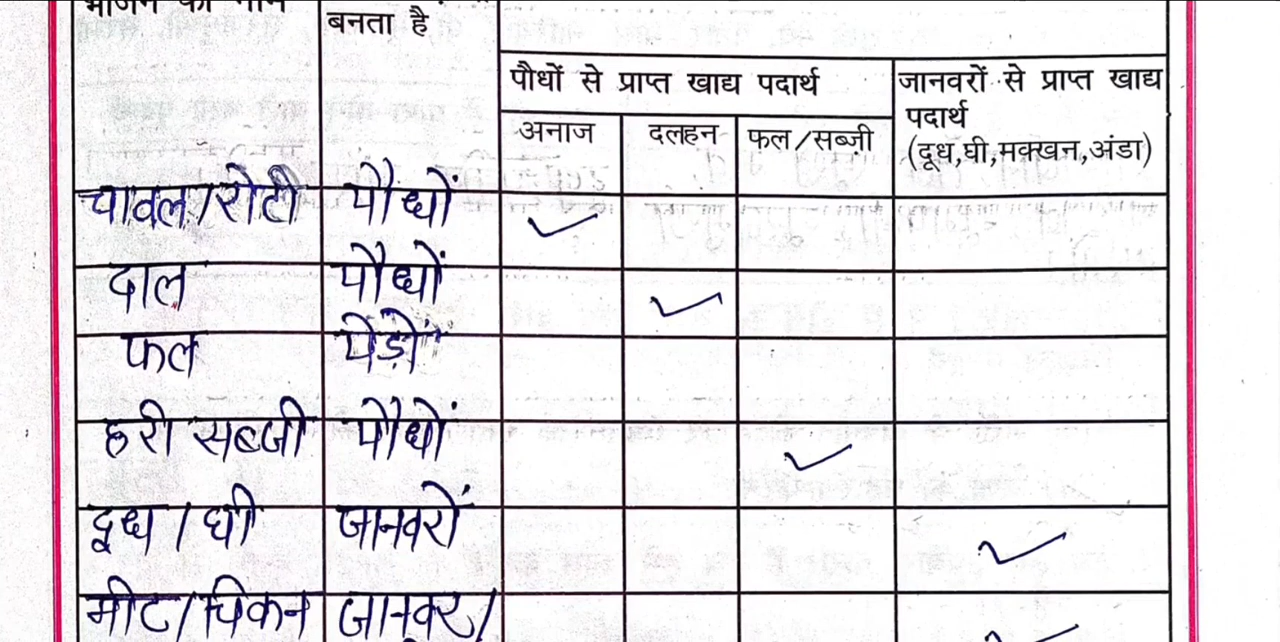 बनता है
पौधों से प्राप्त खाद्य पदार्थ
जानवरों से प्राप्त खाद्य
पदार्थ
(दूध,घी,मक्खन,अंडा)
अनाज दलहन फल/सब्ज़ी
चावल/रोटी पौधों
दाल पौधों
फल पेड़ों
हरी सब्जी पौधों
दूध / घी जानवरों
मीट/चिकन जानवर/